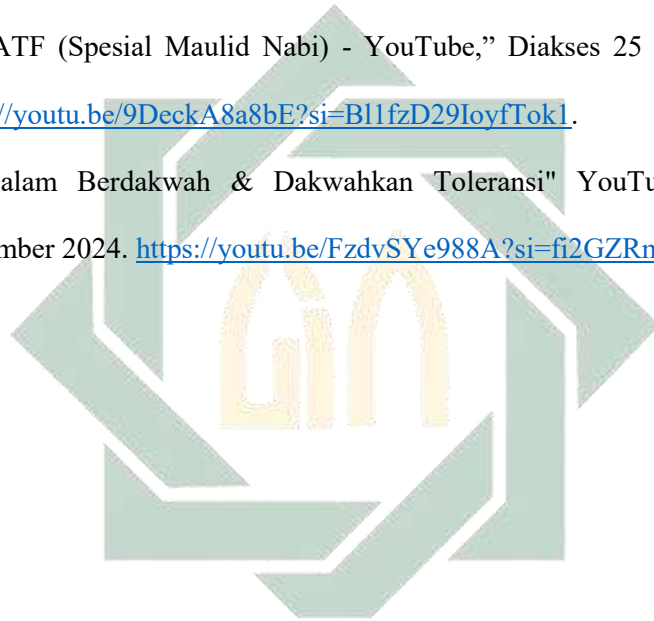 ATF (Spesial Maulid Nabi) - YouTube,” Diakses 25
//youtu.be/9DeckA8a8bE?si=Bl1fzD29IoyfTok1.
alam Berdakwah & Dakwahkan Toleransi" YouTu
mber 2024. https://youtu.be/FzdvSYe988A?si=fi2GZRn